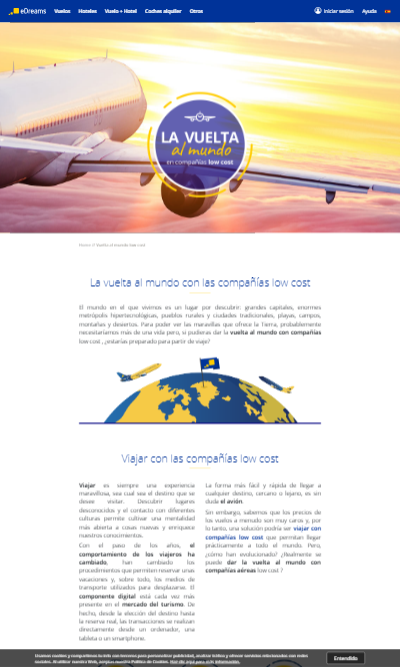 eDreams Vuelos Hoteles Vuelo + Hotel Coches alquiler Otros Iniciar sesión Ayuda
LA VUELTA
al mundo
en compañías low cost
Home > Vuelta al mundo low cost
La vuelta al mundo con las compañías low cost
El mundo en el que vivimos es un lugar por descubrir: grandes capitales, enormes
metrópolis hipertecnológicas, pueblos rurales y ciudades tradicionales, playas, campos,
montañas y desiertos. Para poder ver las maravillas que ofrece la Tierra, probablemente
necesitaríamos más de una vida pero, si pudieras dar la vuelta al mundo con compañías
low cost , ¿estarías preparado para partir de viaje?
Viajar con las compañías low cost
Viajar es siempre una experiencia
maravillosa, sea cual sea el destino que se
desee visitar. Descubrir lugares
desconocidos y el contacto con diferentes
culturas permite cultivar una mentalidad
más abierta a cosas nuevas y enriquece
nuestros conocimientos.
Con el paso de los años, el
comportamiento de los viajeros ha
cambiado, han cambiado los
procedimientos que permiten reservar unas
vacaciones y, sobre todo, los medios de
transporte utilizados para desplazarse. El
componente digital está cada vez más
presente en el mercado del turismo. De
hecho, desde la elección del destino hasta
la reserva real, las transacciones se realizan
directamente desde un ordenador, una
tableta o un smartphone.
La forma más fácil y rápida de llegar a
cualquier destino, cercano o lejano, es sin
duda el avión.
Sin embargo, sabemos que los precios de
los vuelos a menudo son muy caros y, por
lo tanto, una solución podría ser viajar con
compañías low cost que permitan llegar
prácticamente a todo el mundo. Pero,
¿cómo han evolucionado? ¿Realmente se
puede dar la vuelta al mundo con
compañías aéreas low cost ?
Usamos cookies y compartimos tu info con terceros para personalizar publicidad, analizar tráfico y ofrecer servicios relacionados con redes
sociales. Al utilizar nuestra Web, aceptas nuestra Política de Cookies. Haz clic aquí para más información.
Entendido